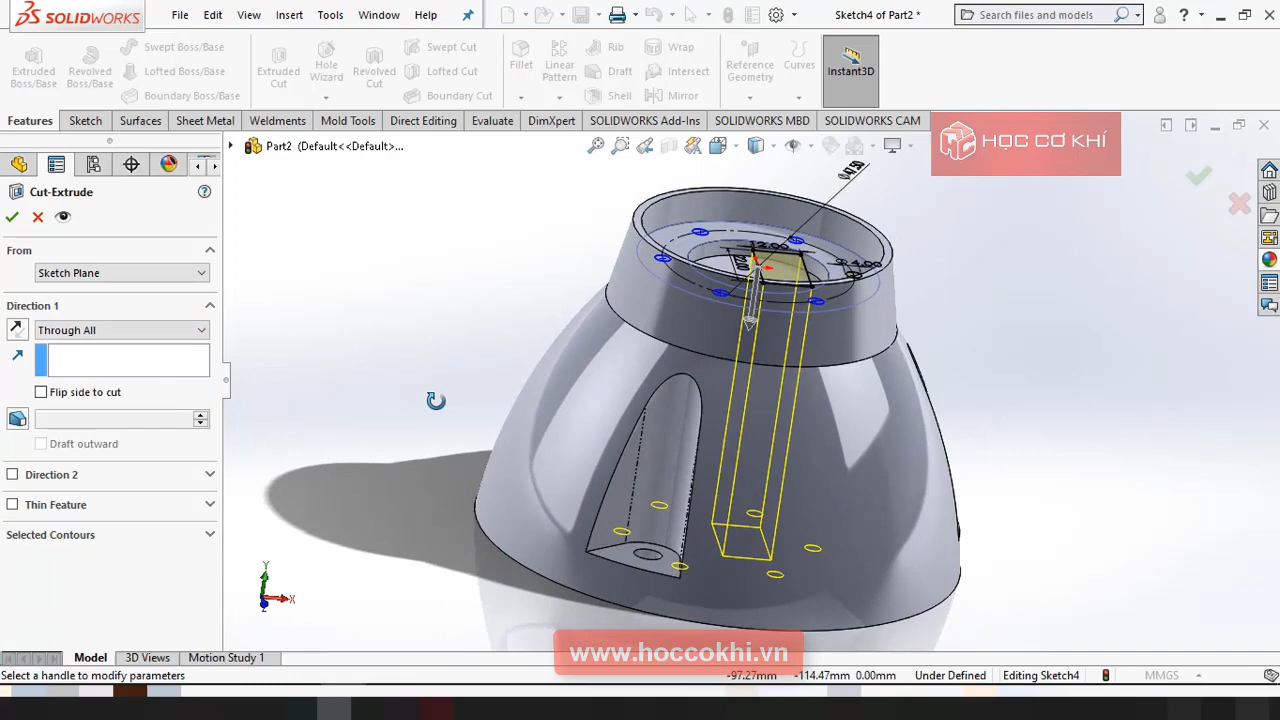 SOLIDWORKS
File Edit View Insert Tools Window Help
Sketch4 of Part2 *
Search files and models
Extruded Boss/Base
Revolved Boss/Base
Swept Boss/Base
Lofted Boss/Base
Boundary Boss/Base
Extruded Cut
Hole Wizard
Revolved Cut
Swept Cut
Lofted Cut
Boundary Cut
Fillet
Linear Pattern
Rib
Draft
Shell
Wrap
Intersect
Mirror
Reference Geometry
Curves
Instant3D
Features Sketch Surfaces Sheet Metal Weldments Mold Tools Direct Editing Evaluate DimXpert SOLIDWORKS Add-Ins SOLIDWORKS MBD SOLIDWORKS CAM
HỌC CƠ KHÍ
Part2 (Default<<Default>...
Cut-Extrude
From
Sketch Plane
Direction 1
Through All
Flip side to cut
Draft outward
Direction 2
Thin Feature
Selected Contours
12.00
Y
X
Z
www.hoccokhi.vn
Model 3D Views Motion Study 1
Select a handle to modify parameters
-97.27mm -114.47mm 0.00mm Under Defined Editing Sketch4 MMGS